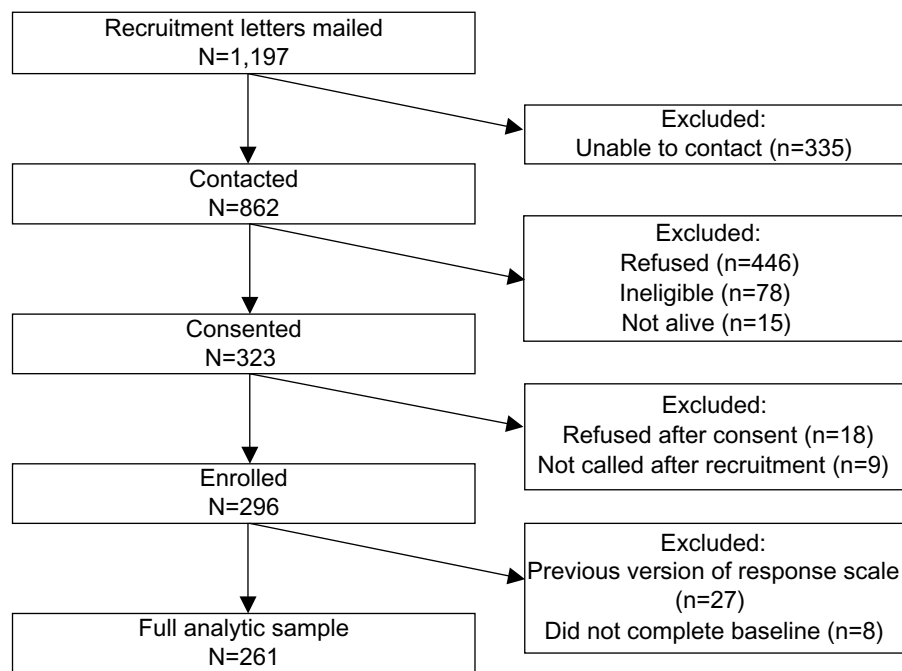 Recruitment letters mailed
N=1,197
Excluded:
Unable to contact (n=335)
Contacted
N=862
Excluded:
Refused (n=446)
Ineligible (n=78)
Not alive (n=15)
Consented
N=323
Excluded:
Refused after consent (n=18)
Not called after recruitment (n=9)
Enrolled
N=296
Excluded:
Previous version of response scale
(n=27)
Did not complete baseline (n=8)
Full analytic sample
N=261